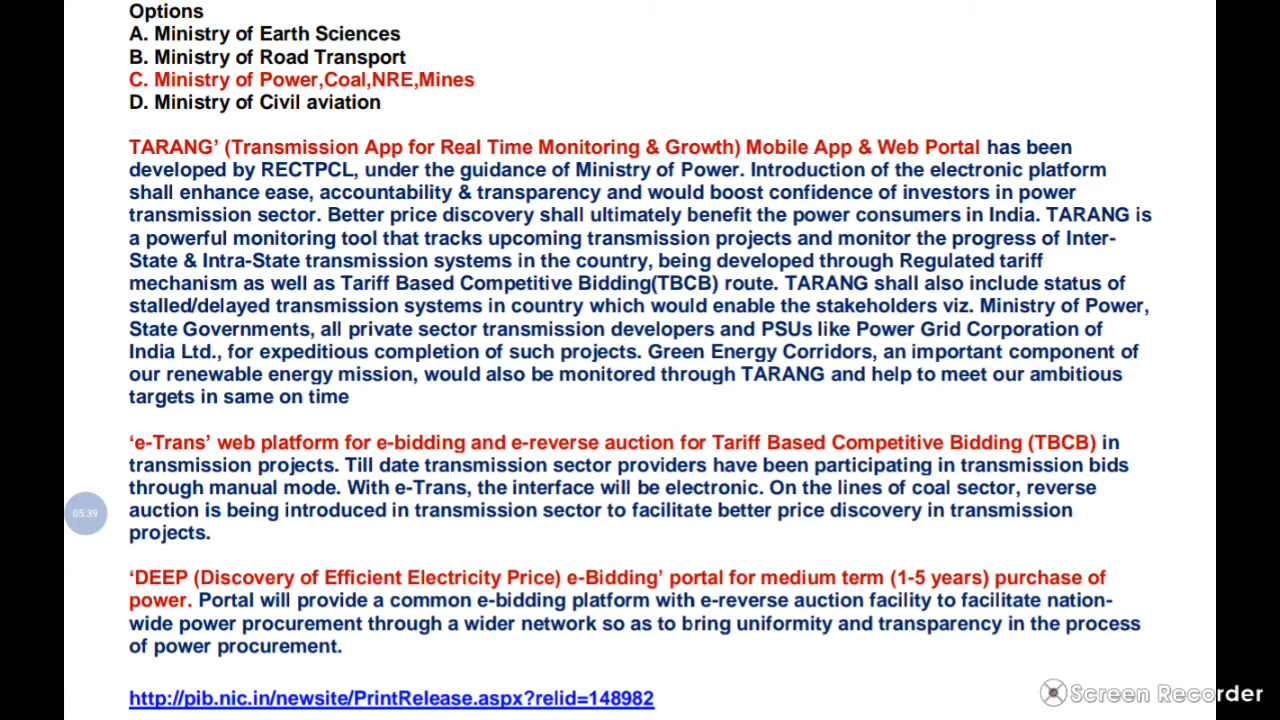 Options
A. Ministry of Earth Sciences
B. Ministry of Road Transport
C. Ministry of Power,Coal,NRE,Mines
D. Ministry of Civil aviation
TARANG’ (Transmission App for Real Time Monitoring & Growth) Mobile App & Web Portal has been
developed by RECTPCL, under the guidance of Ministry of Power. Introduction of the electronic platform
shall enhance ease, accountability & transparency and would boost confidence of investors in power
transmission sector. Better price discovery shall ultimately benefit the power consumers in India. TARANG is
a powerful monitoring tool that tracks upcoming transmission projects and monitor the progress of Inter-
State & Intra-State transmission systems in the country, being developed through Regulated tariff
mechanism as well as Tariff Based Competitive Bidding(TBCB) route. TARANG shall also include status of
stalled/delayed transmission systems in country which would enable the stakeholders viz. Ministry of Power,
State Governments, all private sector transmission developers and PSUs like Power Grid Corporation of
India Ltd., for expeditious completion of such projects. Green Energy Corridors, an important component of
our renewable energy mission, would also be monitored through TARANG and help to meet our ambitious
targets in same on time
‘e-Trans’ web platform for e-bidding and e-reverse auction for Tariff Based Competitive Bidding (TBCB) in
transmission projects. Till date transmission sector providers have been participating in transmission bids
through manual mode. With e-Trans, the interface will be electronic. On the lines of coal sector, reverse
auction is being introduced in transmission sector to facilitate better price discovery in transmission
projects.
05:39
‘DEEP (Discovery of Efficient Electricity Price) e-Bidding’ portal for medium term (1-5 years) purchase of
power. Portal will provide a common e-bidding platform with e-reverse auction facility to facilitate nation-
wide power procurement through a wider network so as to bring uniformity and transparency in the process
of power procurement.
http://pib.nic.in/newsite/PrintRelease.aspx?relid=148982
Screen Recorder